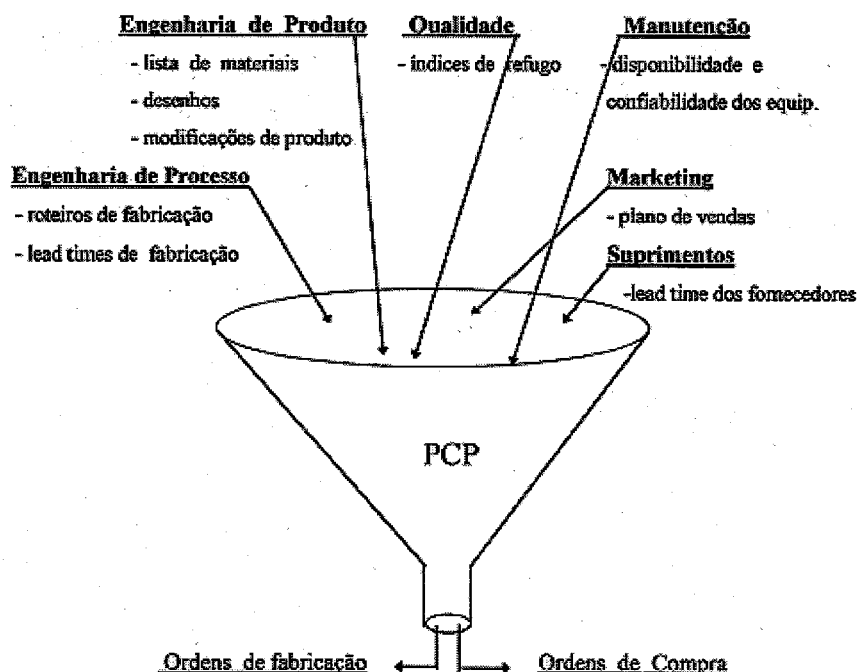 Engenharia de Produto
- lista de materiais
- desenhos
- modificações de produto
Qualidade
- índices de refugo
Manutenção
- disponibilidade e
confiabilidade dos equip.
Engenharia de Processo
- roteiros de fabricação
- lead times de fabricação
Marketing
- plano de vendas
Suprimentos
-lead time dos fornecedores
PCP
Ordens de fabricação
Ordens de Compra